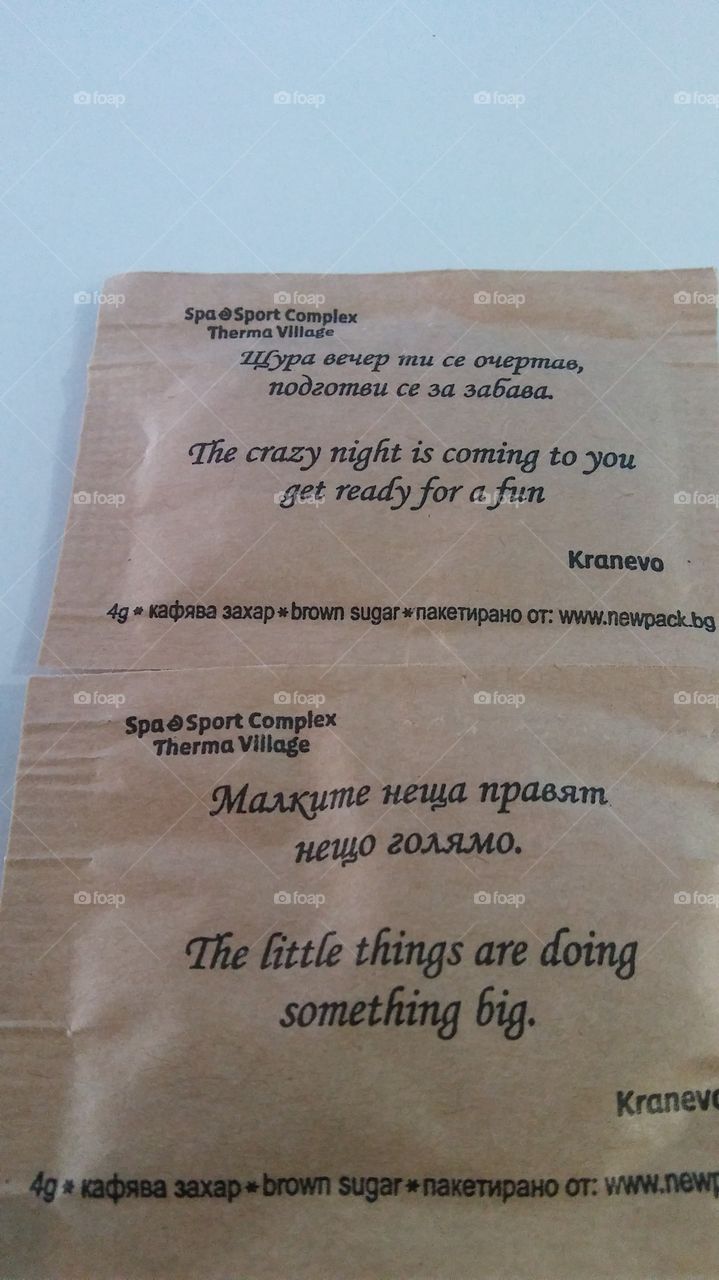 Spa Sport Complex
Therma Village
Щура вечер ти се очертав,
подготви се за забава.
The crazy night is coming to you
get ready for a fun
Kranevo
4g * кафява захар * brown sugar * пакетирано от: www.newpack.bg
Spa Sport Complex
Therma Village
Малките неща правят
нещо голямо.
The little things are doing
something big.
Kranevo
4g * кафява захар * brown sugar * пакетирано от: www.newp